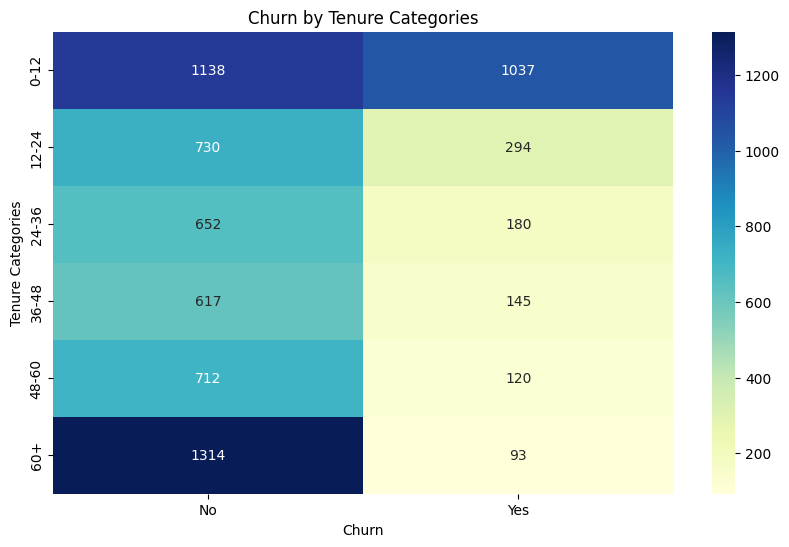 Churn by Tenure Categories
0-12 1138 1037
12-24 730 294
24-36 652 180
36-48 617 145
48-60 712 120
60+ 1314 93
Tenure Categories
No Yes
Churn
1200
1000
800
600
400
200